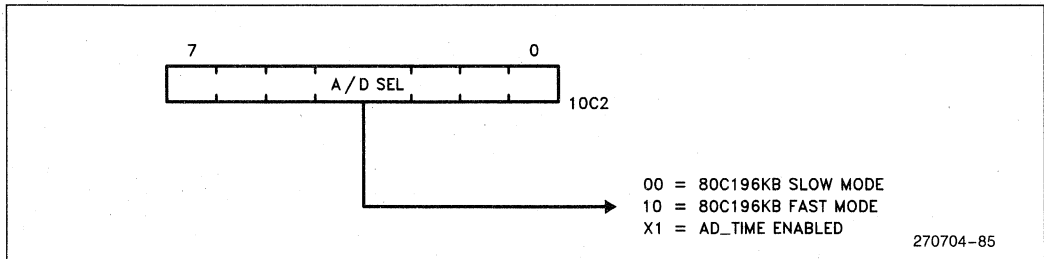 7 0
A/D SEL
10C2
00 = 80C196KB SLOW MODE
10 = 80C196KB FAST MODE
X1 = AD_TIME ENABLED
270704-85